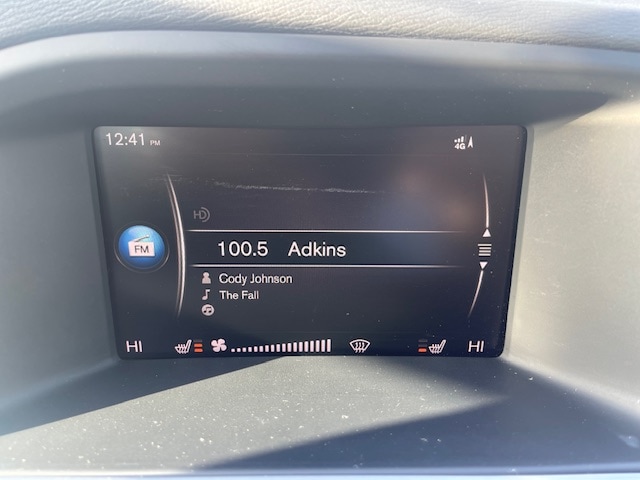 12:41 PM
4G
HD
FM
100.5 Adkins
Cody Johnson
The Fall
HI
HI